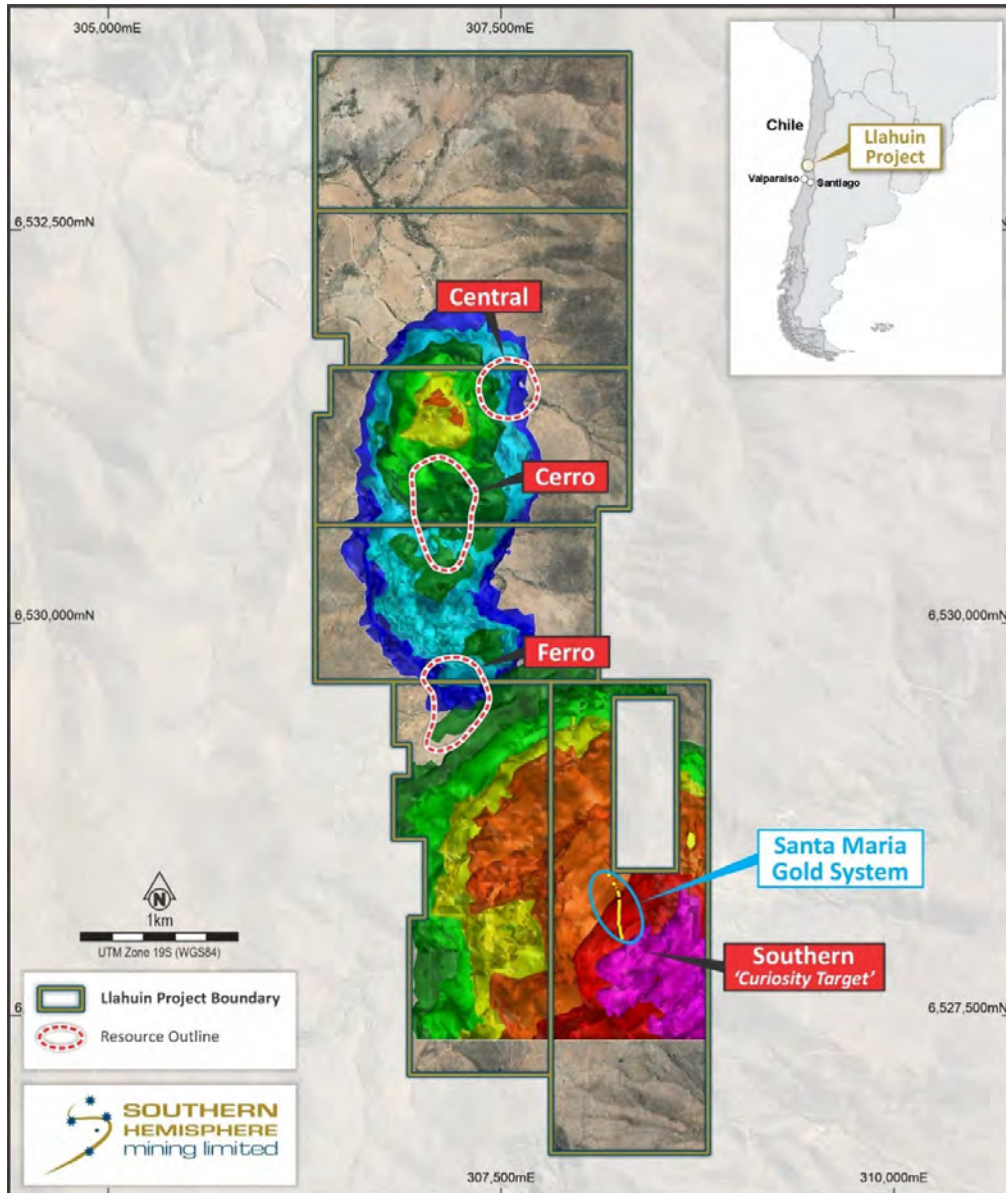 305,000mE
307,500mE
Chile
Llahuin
Project
Valparaiso
Santiago
6,532,500mN
Central
Cerro
6,530,000mN
6,530,000mN
Ferro
Santa Maria
Gold System
N
1km
UTM Zone 19S (WGS84)
Southern
'Curiosity Target'
Llahuin Project Boundary
Resource Outline
6,527,500mN
SOUTHERN
HEMISPHERE
mining limited
307,500mE
310,000mE